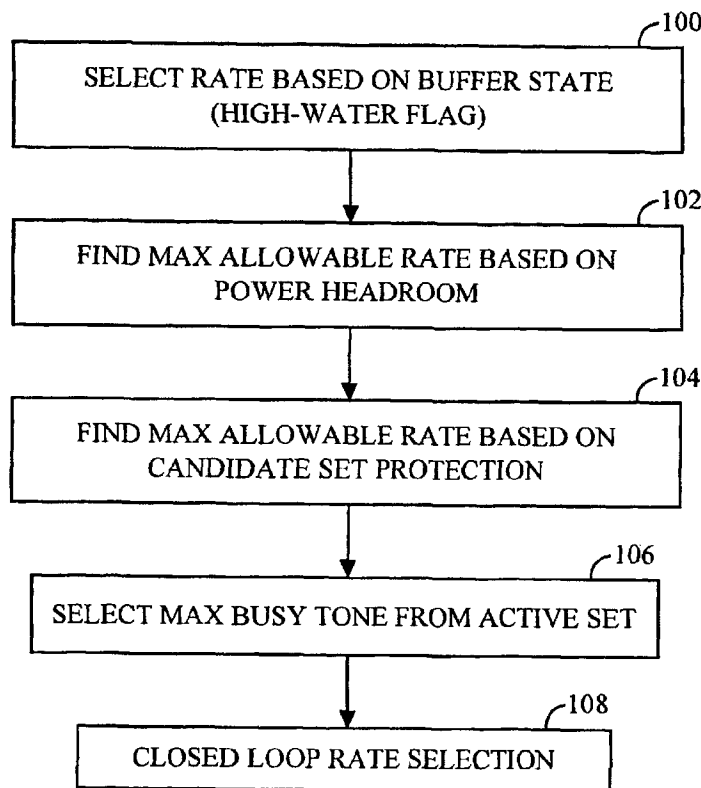 100
SELECT RATE BASED ON BUFFER STATE
(HIGH-WATER FLAG)
102
FIND MAX ALLOWABLE RATE BASED ON
POWER HEADROOM
104
FIND MAX ALLOWABLE RATE BASED ON
CANDIDATE SET PROTECTION
106
SELECT MAX BUSY TONE FROM ACTIVE SET
108
CLOSED LOOP RATE SELECTION